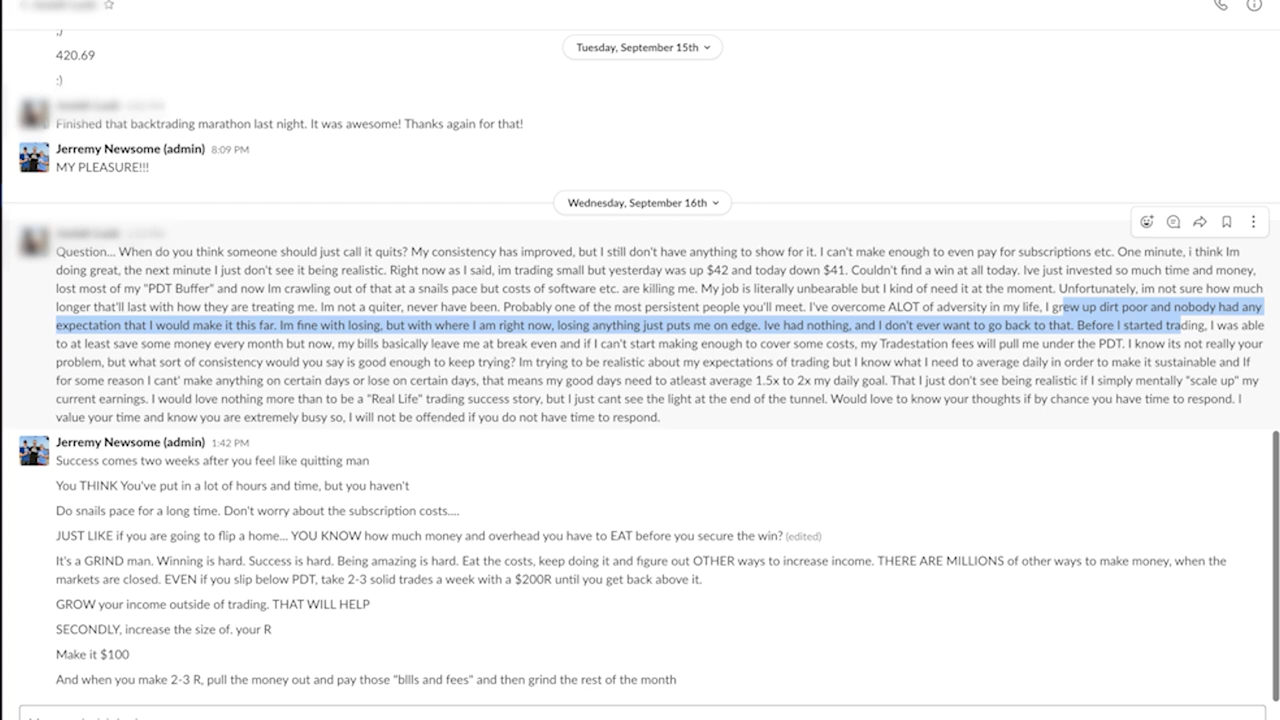 Tuesday, September 15th
420.69
:)
Finished that backtrading marathon last night. It was awesome! Thanks again for that!
Jerremy Newsome (admin) 8:09 PM
MY PLEASURE!!!
Wednesday, September 16th
Question... When do you think someone should just call it quits? My consistency has improved, but I still don't have anything to show for it. I can't make enough to even pay for subscriptions etc. One minute, i think Im
doing great, the next minute I just don't see it being realistic. Right now as I said, im trading small but yesterday was up $42 and today down $41. Couldn't find a win at all today. Ive just invested so much time and money,
lost most of my "PDT Buffer" and now Im crawling out of that at a snails pace but costs of software etc. are killing me. My job is literally unbearable but I kind of need it at the moment. Unfortunately, im not sure how much
longer that'll last with how they are treating me. Im not a quiter, never have been. Probably one of the most persistent people you'll meet. I've overcome ALOT of adversity in my life, I grew up dirt poor and nobody had any
expectation that I would make it this far. Im fine with losing, but with where I am right now, losing anything just puts me on edge. Ive had nothing, and I don't ever want to go back to that. Before I started trading, I was able
to at least save some money every month but now, my bills basically leave me at break even and if I can't start making enough to cover some costs, my Tradestation fees will pull me under the PDT. I know its not really your
problem, but what sort of consistency would you say is good enough to keep trying? Im trying to be realistic about my expectations of trading but I know what I need to average daily in order to make it sustainable and If
for some reason I cant' make anything on certain days or lose on certain days, that means my good days need to atleast average 1.5x to 2x my daily goal. That I just don't see being realistic if I simply mentally "scale up" my
current earnings. I would love nothing more than to be a "Real Life" trading success story, but I just cant see the light at the end of the tunnel. Would love to know your thoughts if by chance you have time to respond. I
value your time and know you are extremely busy so, I will not be offended if you do not have time to respond.
Jerremy Newsome (admin) 1:42 PM
Success comes two weeks after you feel like quitting man
You THINK You've put in a lot of hours and time, but you haven't
Do snails pace for a long time. Don't worry about the subscription costs....
JUST LIKE if you are going to flip a home... YOU KNOW how much money and overhead you have to EAT before you secure the win? (edited)
It's a GRIND man. Winning is hard. Success is hard. Being amazing is hard. Eat the costs, keep doing it and figure out OTHER ways to increase income. THERE ARE MILLIONS of other ways to make money, when the
markets are closed. EVEN if you slip below PDT, take 2-3 solid trades a week with a $200R until you get back above it.
GROW your income outside of trading. THAT WILL HELP
SECONDLY, increase the size of. your R
Make it $100
And when you make 2-3 R, pull the money out and pay those "bIlls and fees" and then grind the rest of the month